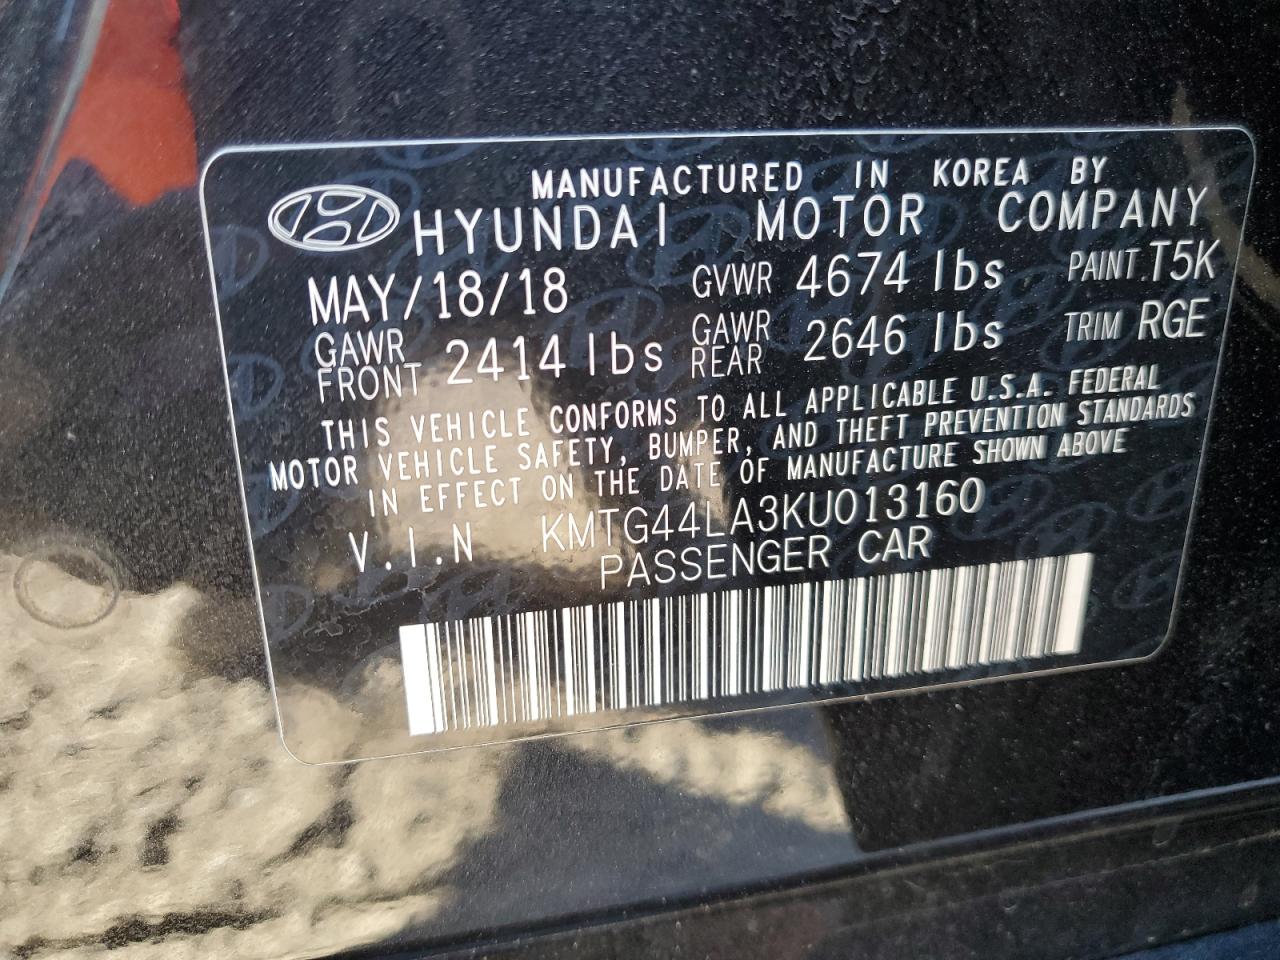 MANUFACTURED IN KOREA BY
HYUNDAI MOTOR COMPANY
MAY/18/18 GVWR 4674 lbs PAINT T5K
GAWR FRONT 2414 lbs GAWR REAR 2646 lbs TRIM RGE
THIS VEHICLE CONFORMS TO ALL APPLICABLE U.S.A. FEDERAL
MOTOR VEHICLE SAFETY, BUMPER, AND THEFT PREVENTION STANDARDS
IN EFFECT ON THE DATE OF MANUFACTURE SHOWN ABOVE
V.I.N KMTG44LA3KU013160
PASSENGER CAR